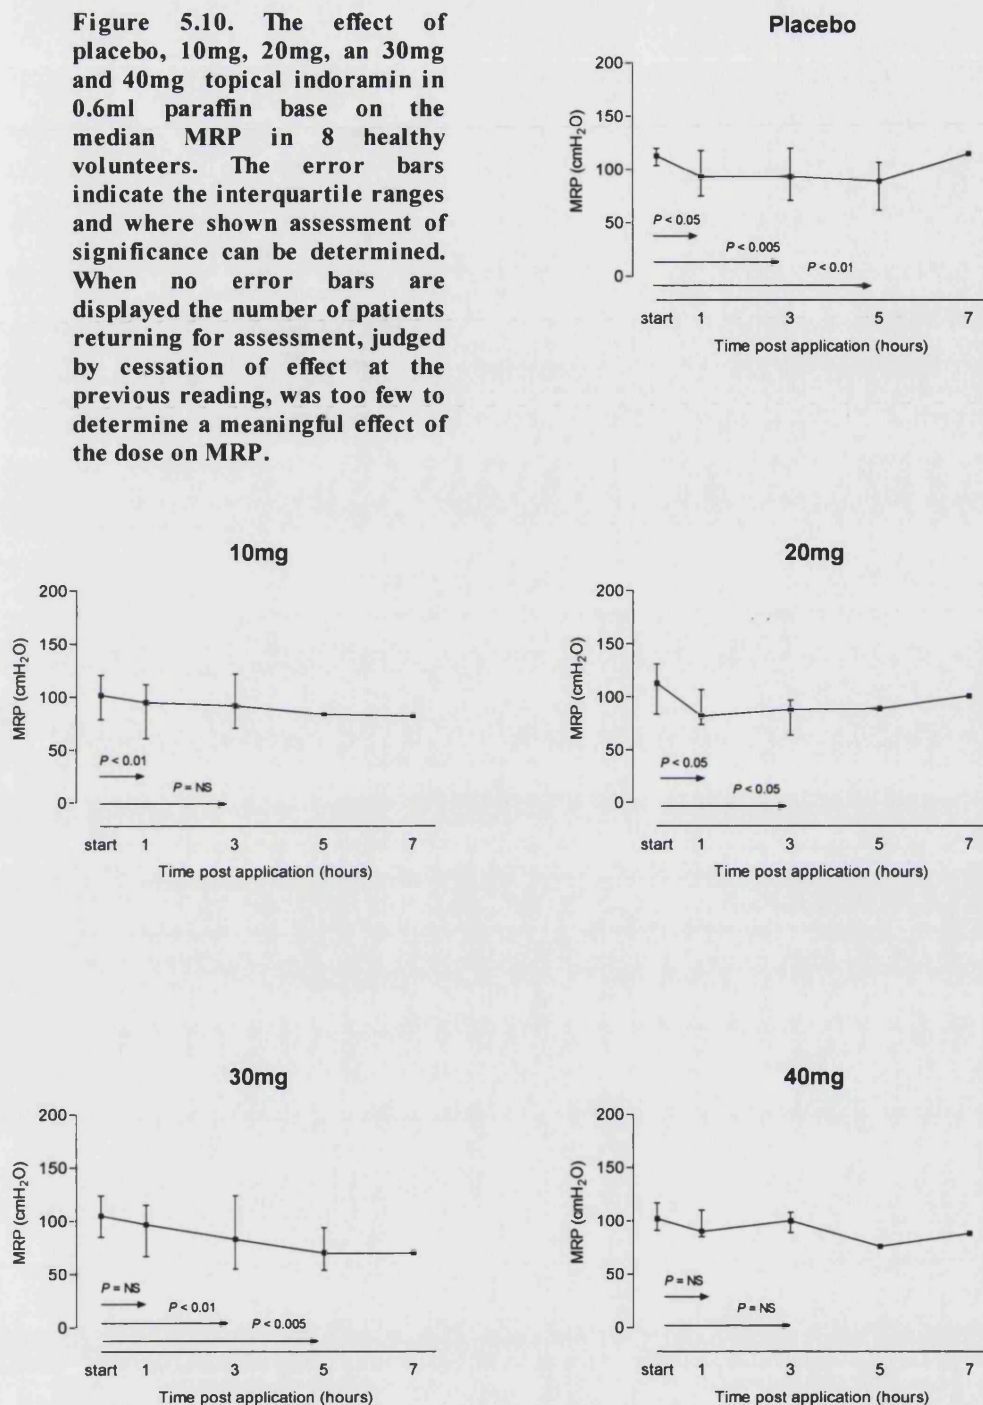 Figure 5.10. The effect of
placebo, 10mg, 20mg, an 30mg
and 40mg topical indoramin in
0.6ml paraffin base on the
median MRP in 8 healthy
volunteers. The error bars
indicate the interquartile ranges
and where shown assessment of
significance can be determined.
When no error bars are
displayed the number of patients
returning for assessment, judged
by cessation of effect at the
previous reading, was too few to
determine a meaningful effect of
the dose on MRP.
Placebo
MRP (cmH₂O)
200
150
100
50
0
P < 0.05
P < 0.005
P < 0.01
start 1 3 5 7
Time post application (hours)
10mg
MRP (cmH₂O)
200
150
100
50
0
P < 0.01
P = NS
start 1 3 5 7
Time post application (hours)
20mg
MRP (cmH₂O)
200
150
100
50
0
P < 0.05
P < 0.05
start 1 3 5 7
Time post application (hours)
30mg
MRP (cmH₂O)
200
150
100
50
0
P = NS
P < 0.01
P < 0.005
start 1 3 5 7
Time post application (hours)
40mg
MRP (cmH₂O)
200
150
100
50
0
P = NS
P = NS
start 1 3 5 7
Time post application (hours)